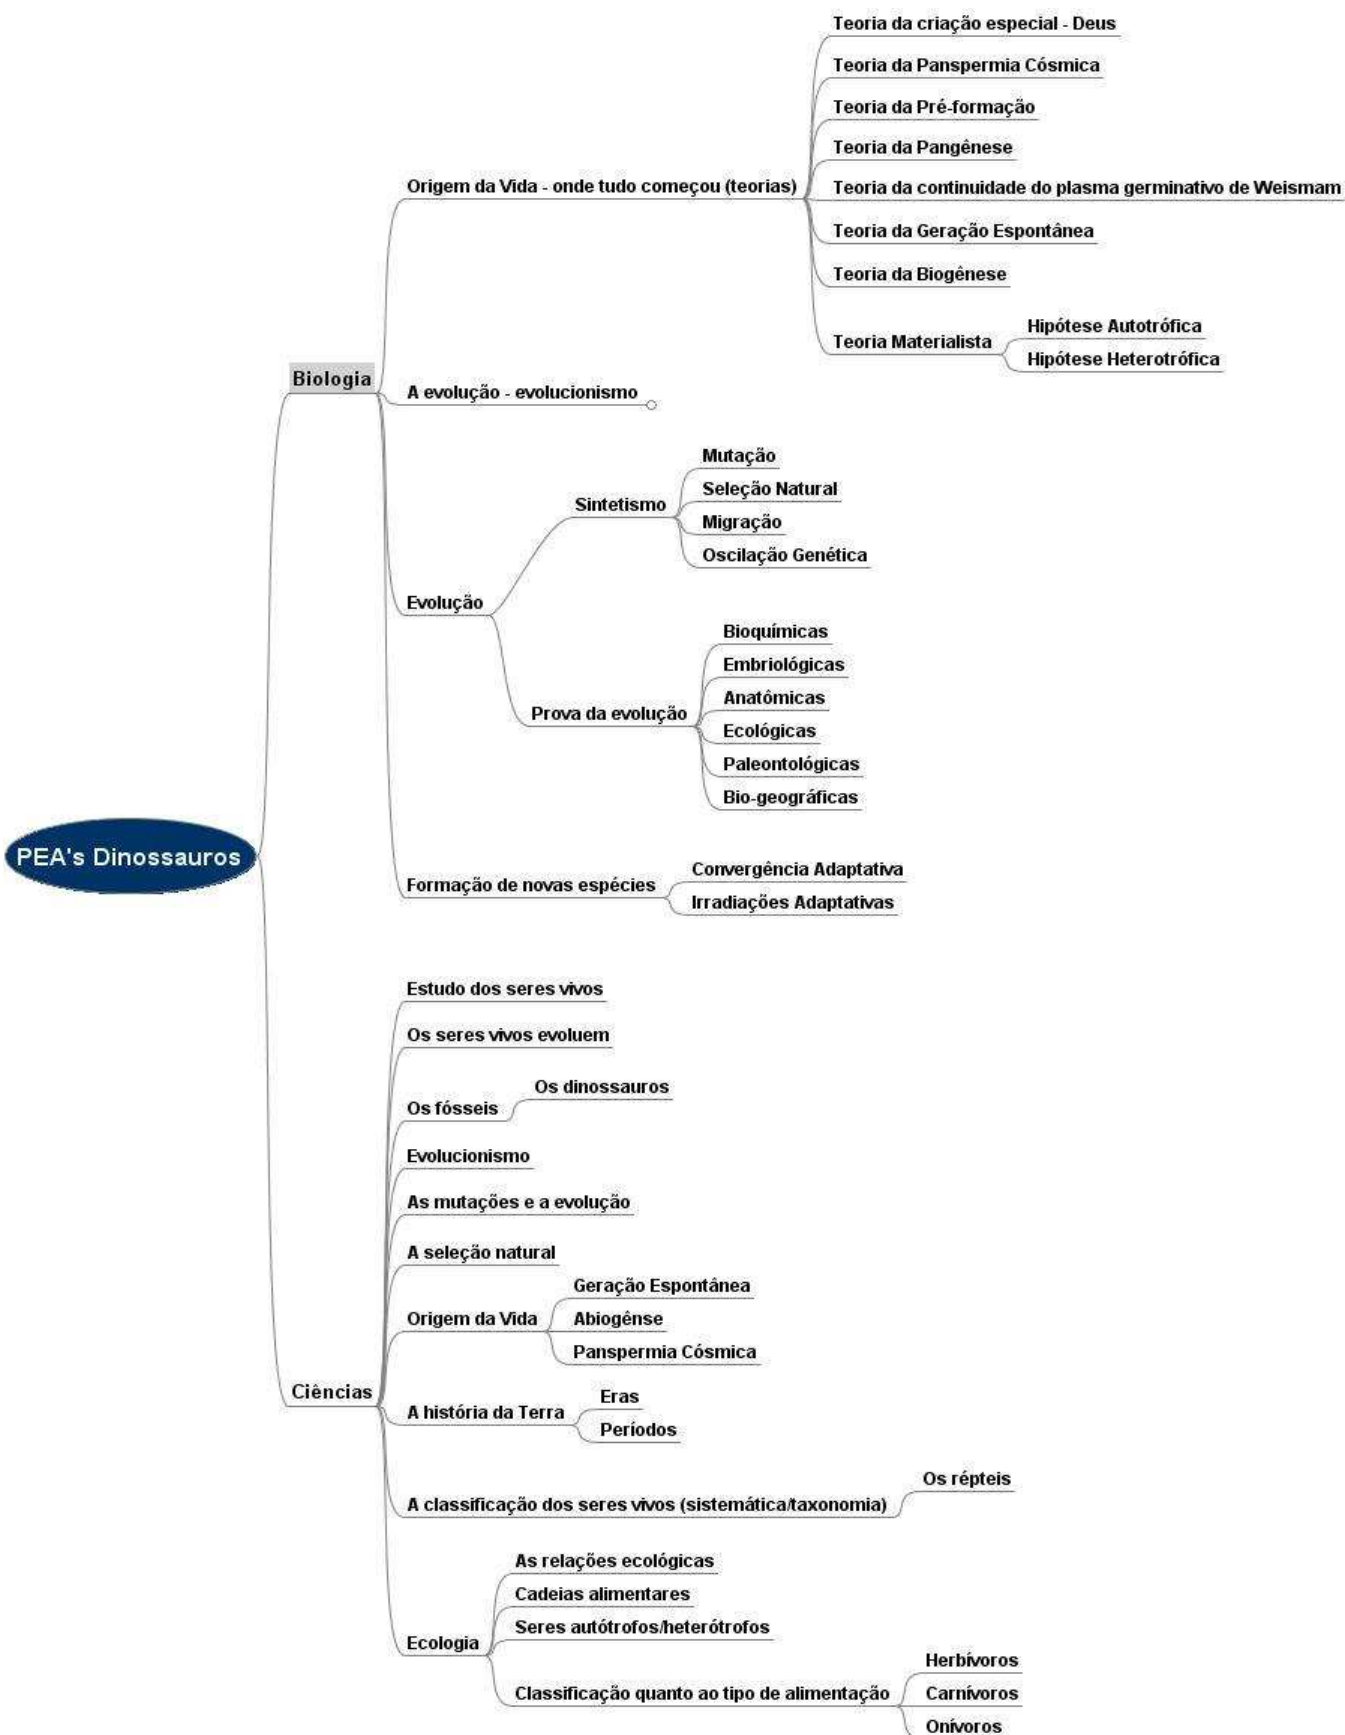 PEA's Dinossauros
Biologia
Origem da Vida - onde tudo começou (teorias)
Teoria da criação especial - Deus
Teoria da Panspermia Cósmica
Teoria da Pré-formação
Teoria da Pangênese
Teoria da continuidade do plasma germinativo de Weismam
Teoria da Geração Espontânea
Teoria da Biogênese
Teoria Materialista
Hipótese Autotrófica
Hipótese Heterotrófica
A evolução - evolucionismo
Evolução
Sintetismo
Mutação
Seleção Natural
Migração
Oscilação Genética
Prova da evolução
Bioquímicas
Embriológicas
Anatômicas
Ecológicas
Paleontológicas
Bio-geográficas
Formação de novas espécies
Convergência Adaptativa
Irradiações Adaptativas
Ciências
Estudo dos seres vivos
Os seres vivos evoluem
Os fósseis
Os dinossauros
Evolucionismo
As mutações e a evolução
A seleção natural
Origem da Vida
Geração Espontânea
Abiogênse
Panspermia Cósmica
A história da Terra
Eras
Períodos
A classificação dos seres vivos (sistemática/taxonomia)
Os répteis
Ecologia
As relações ecológicas
Cadeias alimentares
Seres autótrofos/heterótrofos
Classificação quanto ao tipo de alimentação
Herbívoros
Carnívoros
Onívoros